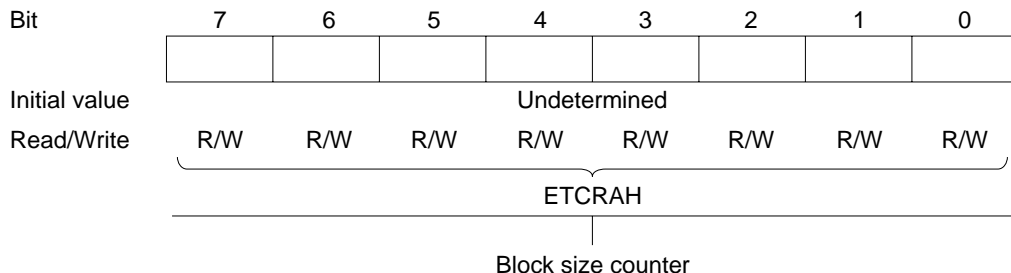 Bit 7 6 5 4 3 2 1 0
Initial value Undetermined
Read/Write R/W R/W R/W R/W R/W R/W R/W R/W
ETCRAH
Block size counter